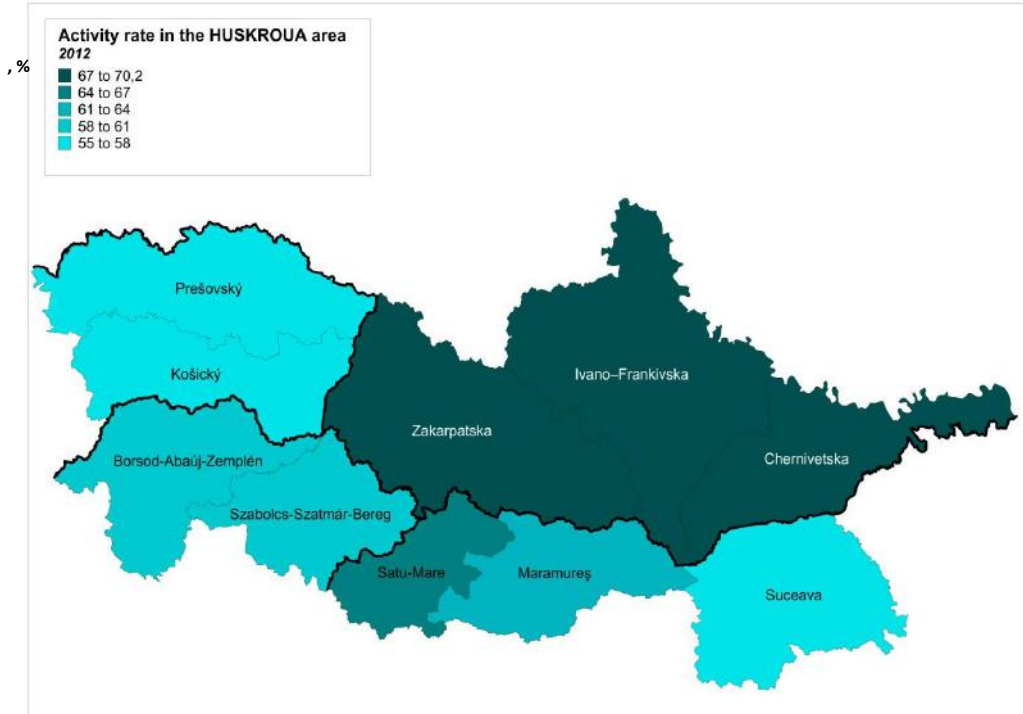 Activity rate in the HUSKROUA area
2012
, %
67 to 70,2
64 to 67
61 to 64
58 to 61
55 to 58
Prešovský
Košický
Ivano–Frankivska
Zakarpatska
Borsod-Abaúj-Zemplén
Chernivetska
Szabolcs-Szatmár-Bereg
Satu-Mare
Maramureş
Suceava